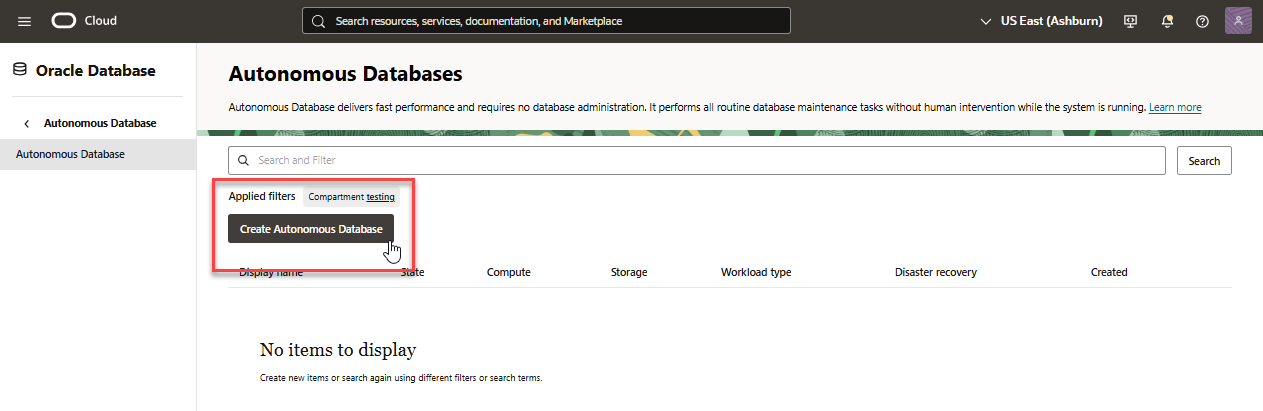 Cloud
Search resources, services, documentation, and Marketplace
US East (Ashburn)
Oracle Database
Autonomous Database
Autonomous Database
Autonomous Databases
Autonomous Database delivers fast performance and requires no database administration. It performs all routine database maintenance tasks without human intervention while the system is running. Learn more
Search and Filter
Search
Applied filters Compartment testing
Create Autonomous Database
Display name State Compute Storage Workload type Disaster recovery Created
No items to display
Create new items or search again using different filters or search terms.